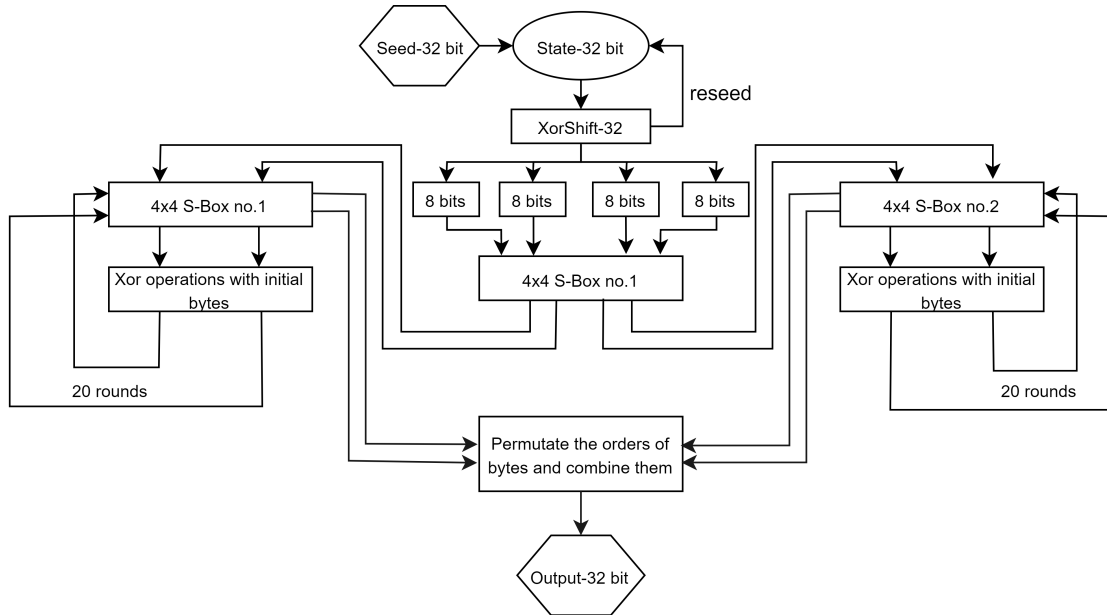 Seed-32 bit
State-32 bit
reseed
XorShift-32
4x4 S-Box no.1
8 bits
8 bits
8 bits
8 bits
4x4 S-Box no.2
Xor operations with initial
bytes
4x4 S-Box no.1
Xor operations with initial
bytes
20 rounds
20 rounds
Permutate the orders of
bytes and combine them
Output-32 bit